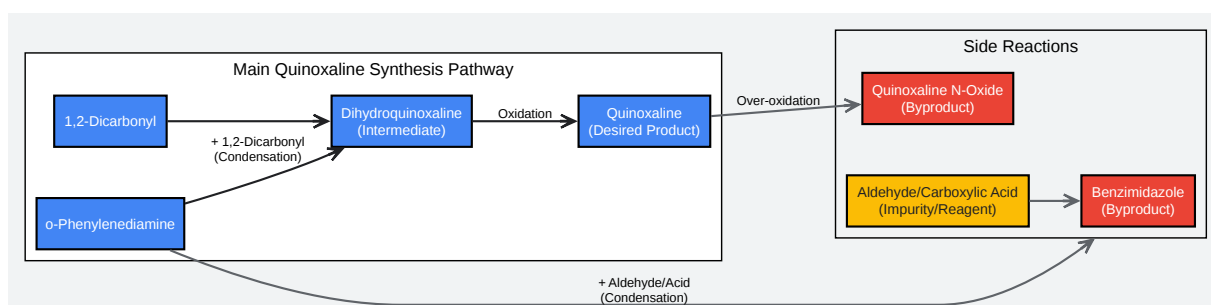 Side Reactions
Main Quinoxaline Synthesis Pathway
Quinoxaline N-Oxide
(Byproduct)
Over-oxidation
1,2-Dicarbonyl
Dihydroquinoxaline
(Intermediate)
Oxidation
Quinoxaline
(Desired Product)
+ 1,2-Dicarbonyl
(Condensation)
o-Phenylenediamine
Aldehyde/Carboxylic Acid
(Impurity/Reagent)
Benzimidazole
(Byproduct)
+ Aldehyde/Acid
(Condensation)